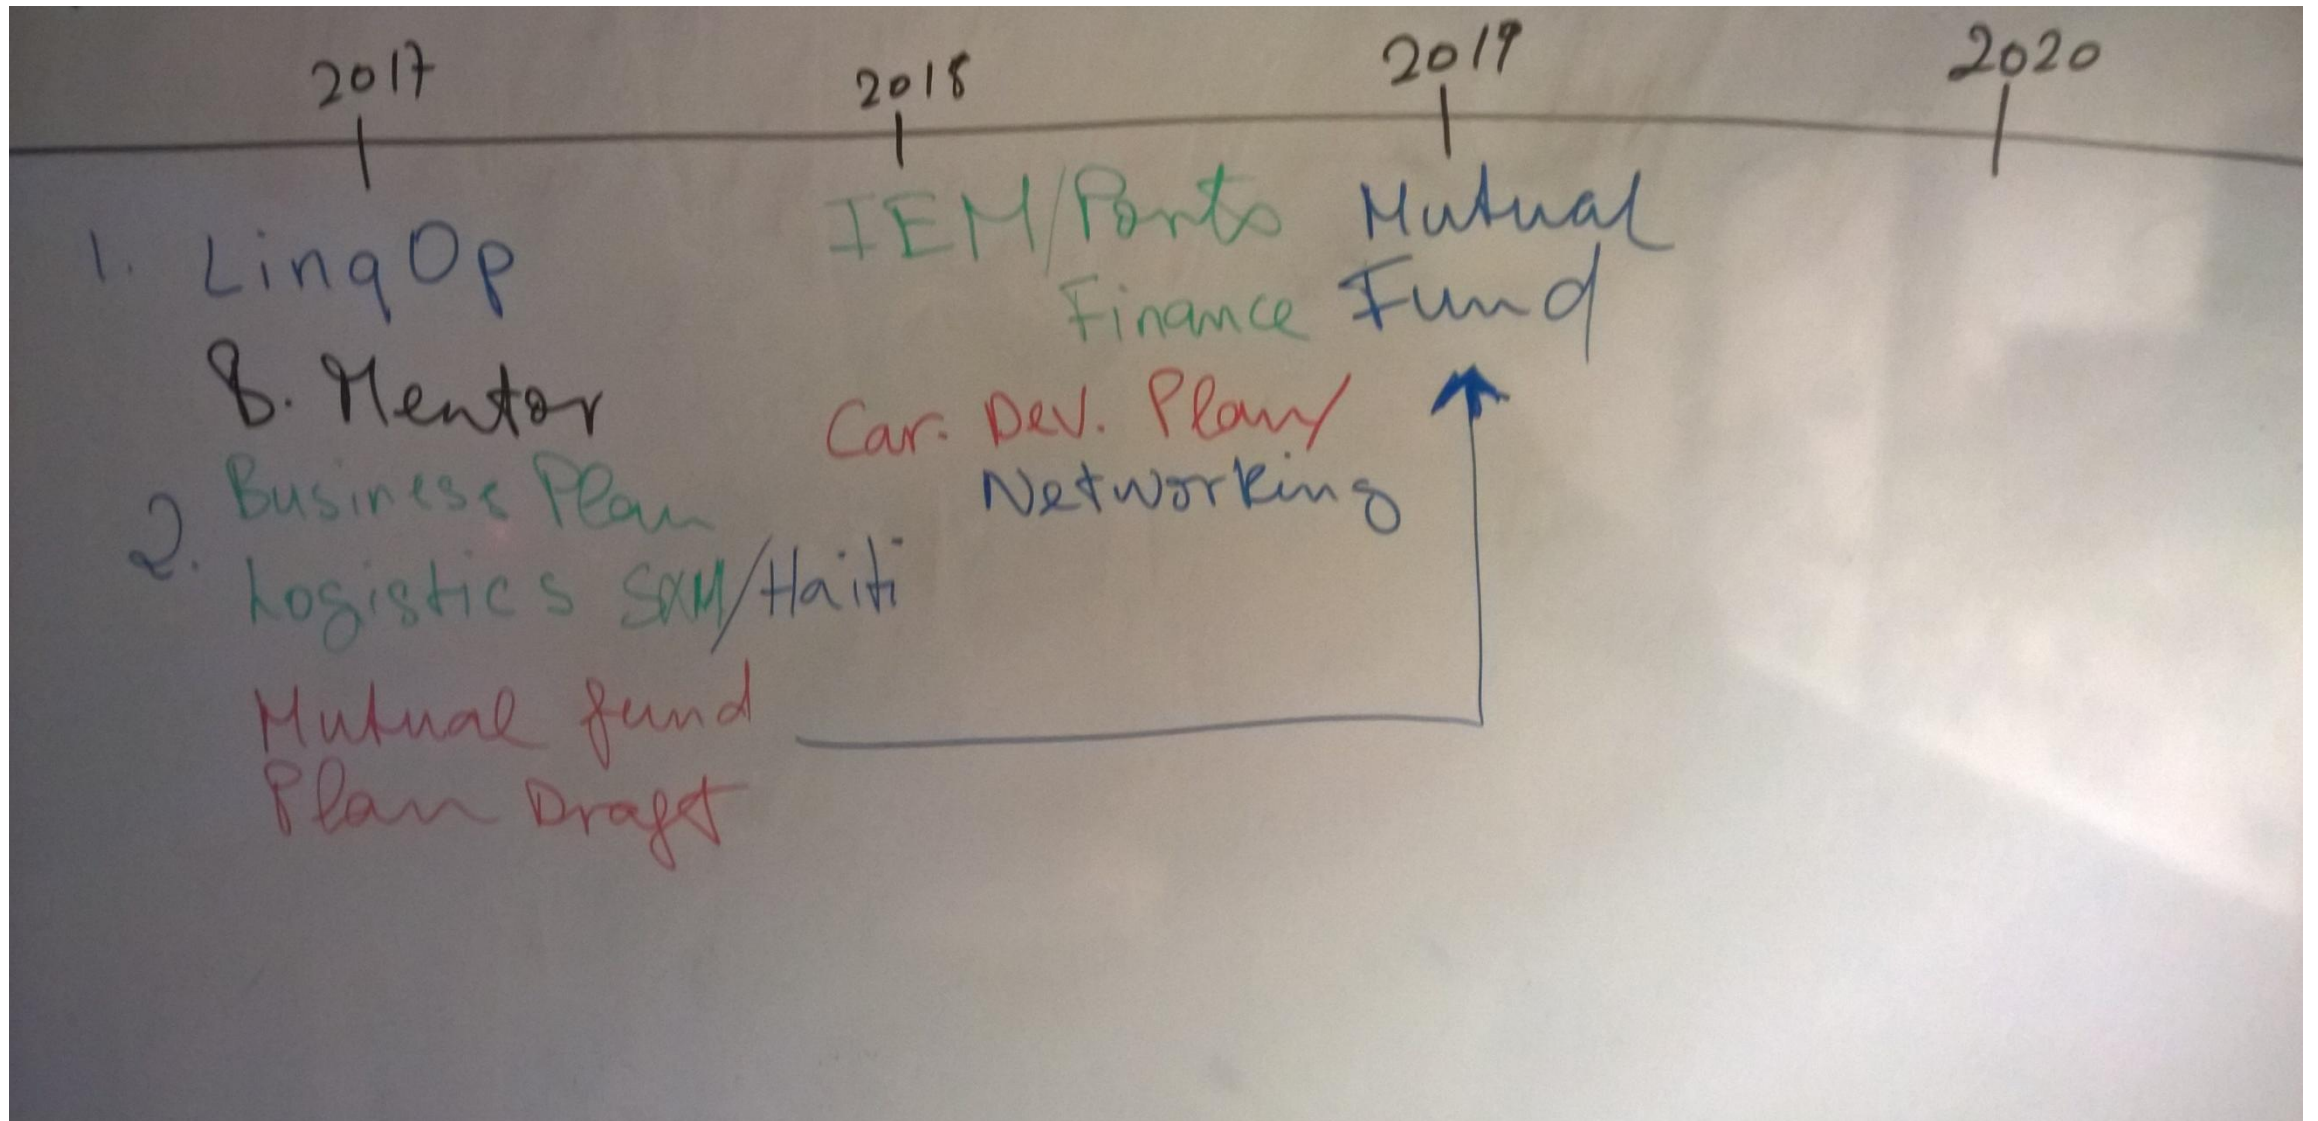 2017 2018 2019 2020
1. LinqOp
B. Mentor
2. Business Plan
Logistics SXM/Haiti
Mutual fund
Plan Draft
IEM/Ponts
Finance
Car. Dev. Plan/
Networking
Mutual
Fund